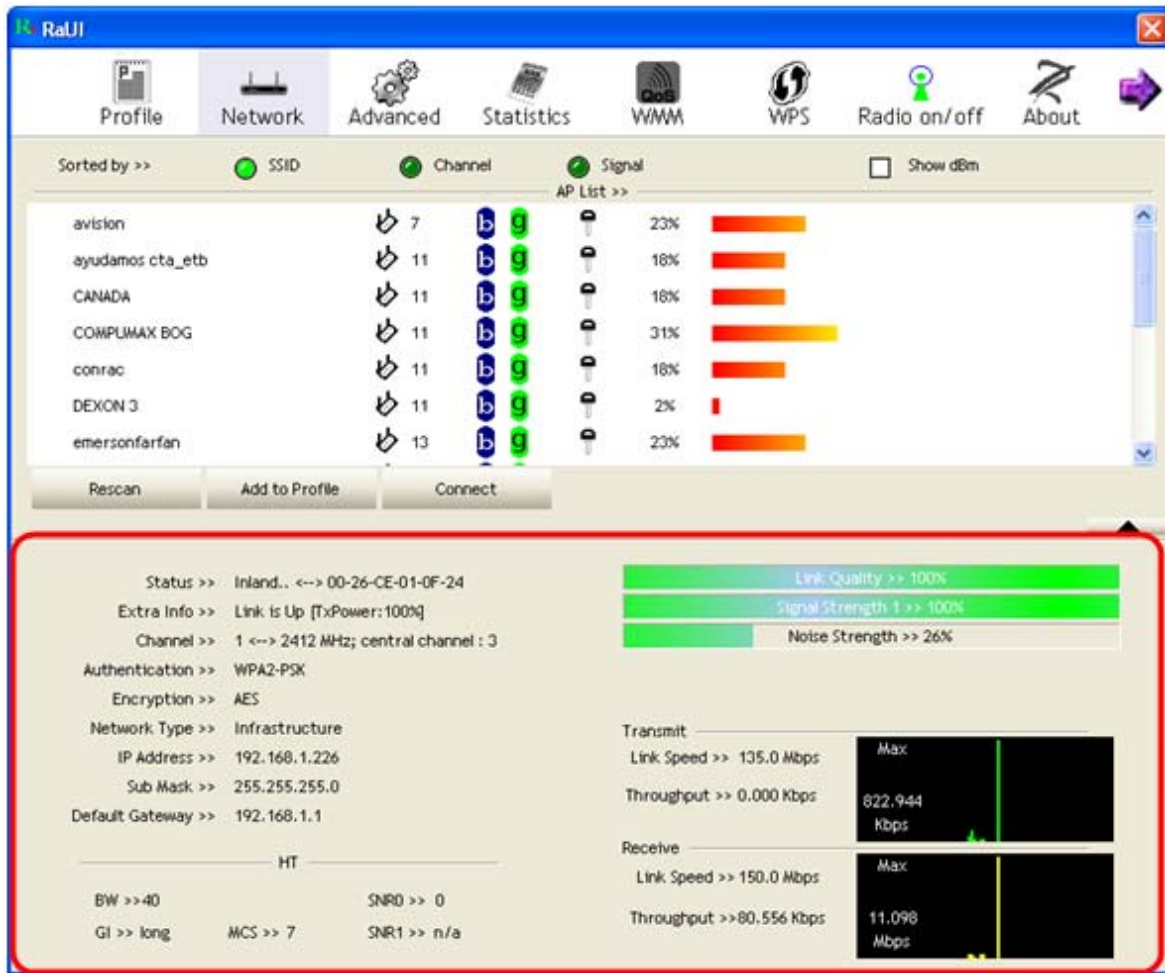 RaUI
Profile Network Advanced Statistics WMM WPS Radio on/off About
Sorted by >> SSID Channel Signal Show dBm
AP List >>
avision 7 b g 23%
ayudamos cta_etb 11 b g 18%
CANADA 11 b g 18%
COMPUMAX BOG 11 b g 31%
conrac 11 b g 18%
DEXON 3 11 b g 2%
emersonfarfan 13 b g 23%
Rescan Add to Profile Connect
Status >> Inland.. <--> 00-26-CE-01-0F-24
Extra Info >> Link is Up [TxPower:100%]
Channel >> 1 <--> 2412 MHz; central channel : 3
Authentication >> WPA2-PSK
Encryption >> AES
Network Type >> Infrastructure
IP Address >> 192.168.1.226
Sub Mask >> 255.255.255.0
Default Gateway >> 192.168.1.1
HT
BW >>40 SNR0 >> 0
GI >> long MCS >> 7 SNR1 >> n/a
Link Quality >> 100%
Signal Strength 1 >> 100%
Noise Strength >> 26%
Transmit
Link Speed >> 135.0 Mbps
Throughput >> 0.000 Kbps
Max
822.944
Kbps
Receive
Link Speed >> 150.0 Mbps
Throughput >>80.556 Kbps
Max
11.098
Mbps